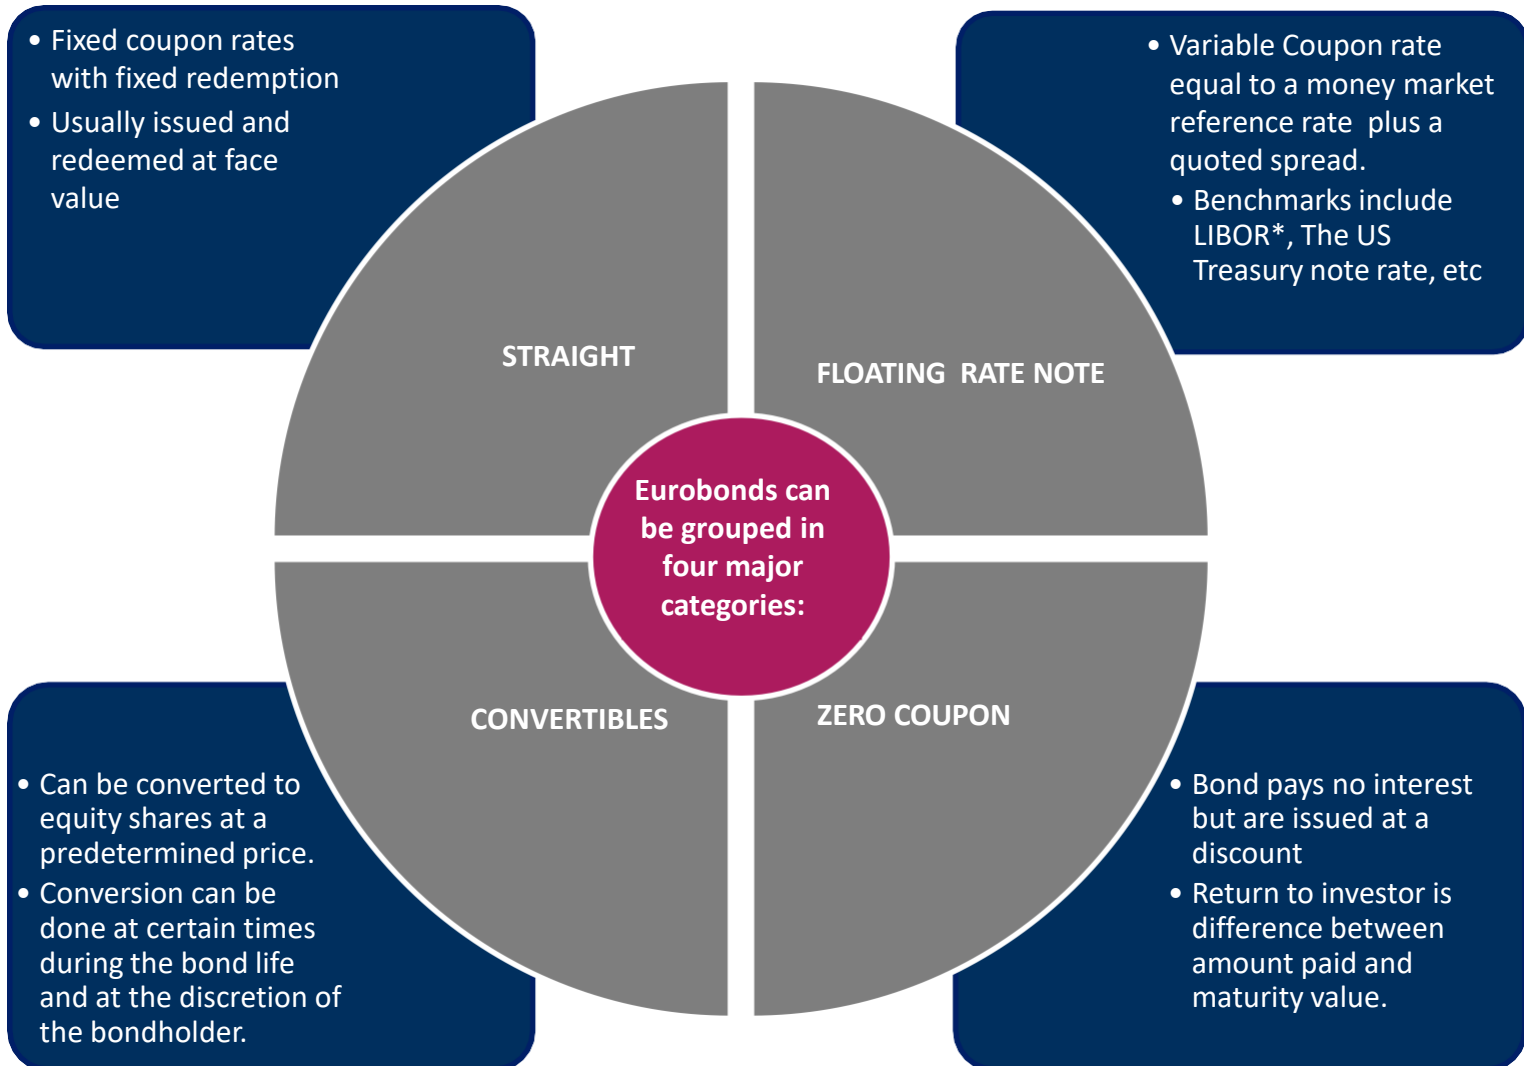 • Fixed coupon rates
with fixed redemption
• Usually issued and
redeemed at face
value
• Variable Coupon rate
equal to a money market
reference rate plus a
quoted spread.
• Benchmarks include
LIBOR*, The US
Treasury note rate, etc
STRAIGHT
FLOATING RATE NOTE
Eurobonds can
be grouped in
four major
categories:
CONVERTIBLES
ZERO COUPON
• Can be converted to
equity shares at a
predetermined price.
• Conversion can be
done at certain times
during the bond life
and at the discretion of
the bondholder.
• Bond pays no interest
but are issued at a
discount
• Return to investor is
difference between
amount paid and
maturity value.